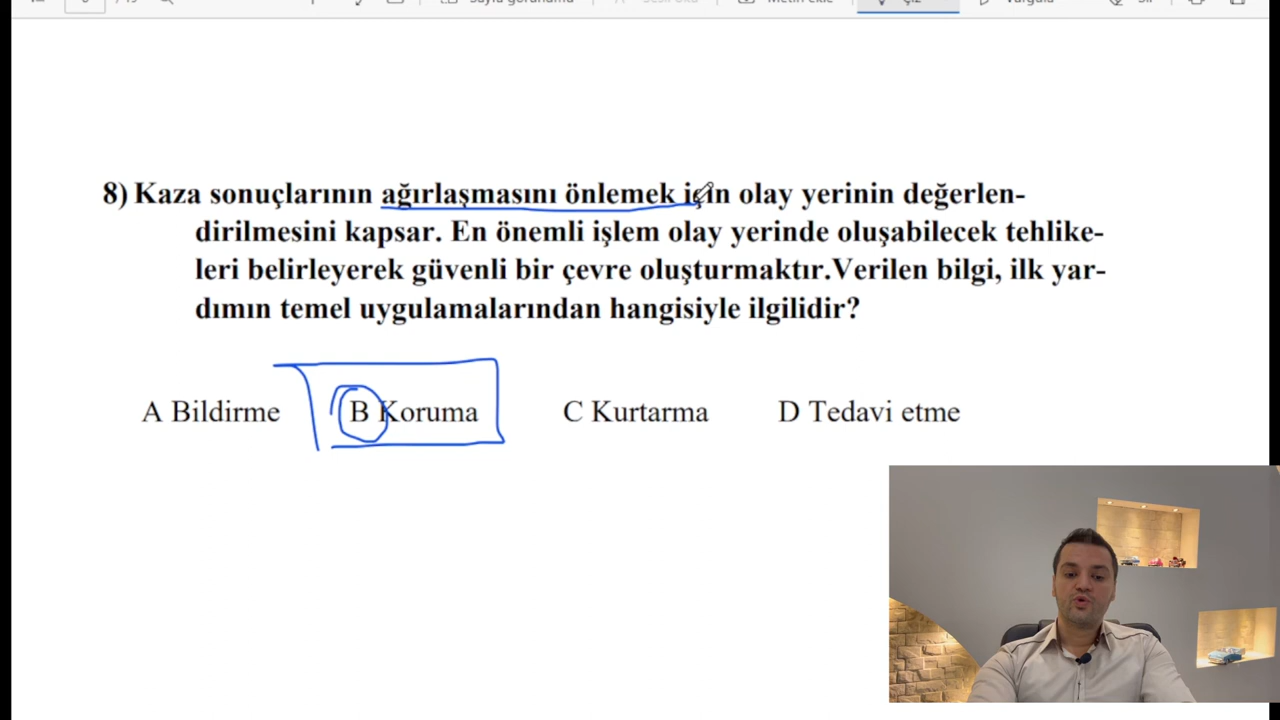 8) Kaza sonuçlarının ağırlaşmasını önlemek için olay yerinin değerlen-
dirilmesini kapsar. En önemli işlem olay yerinde oluşabilecek tehlike-
leri belirleyerek güvenli bir çevre oluşturmaktır.Verilen bilgi, ilk yar-
dımın temel uygulamalarından hangisiyle ilgilidir?
A Bildirme B Koruma C Kurtarma D Tedavi etme